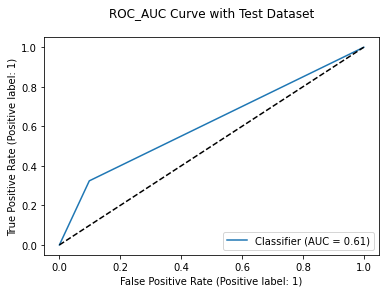 ROC_AUC Curve with Test Dataset
1.0
0.8
0.6
0.4
0.2
0.0
True Positive Rate (Positive label: 1)
Classifier (AUC = 0.61)
0.0 0.2 0.4 0.6 0.8 1.0
False Positive Rate (Positive label: 1)